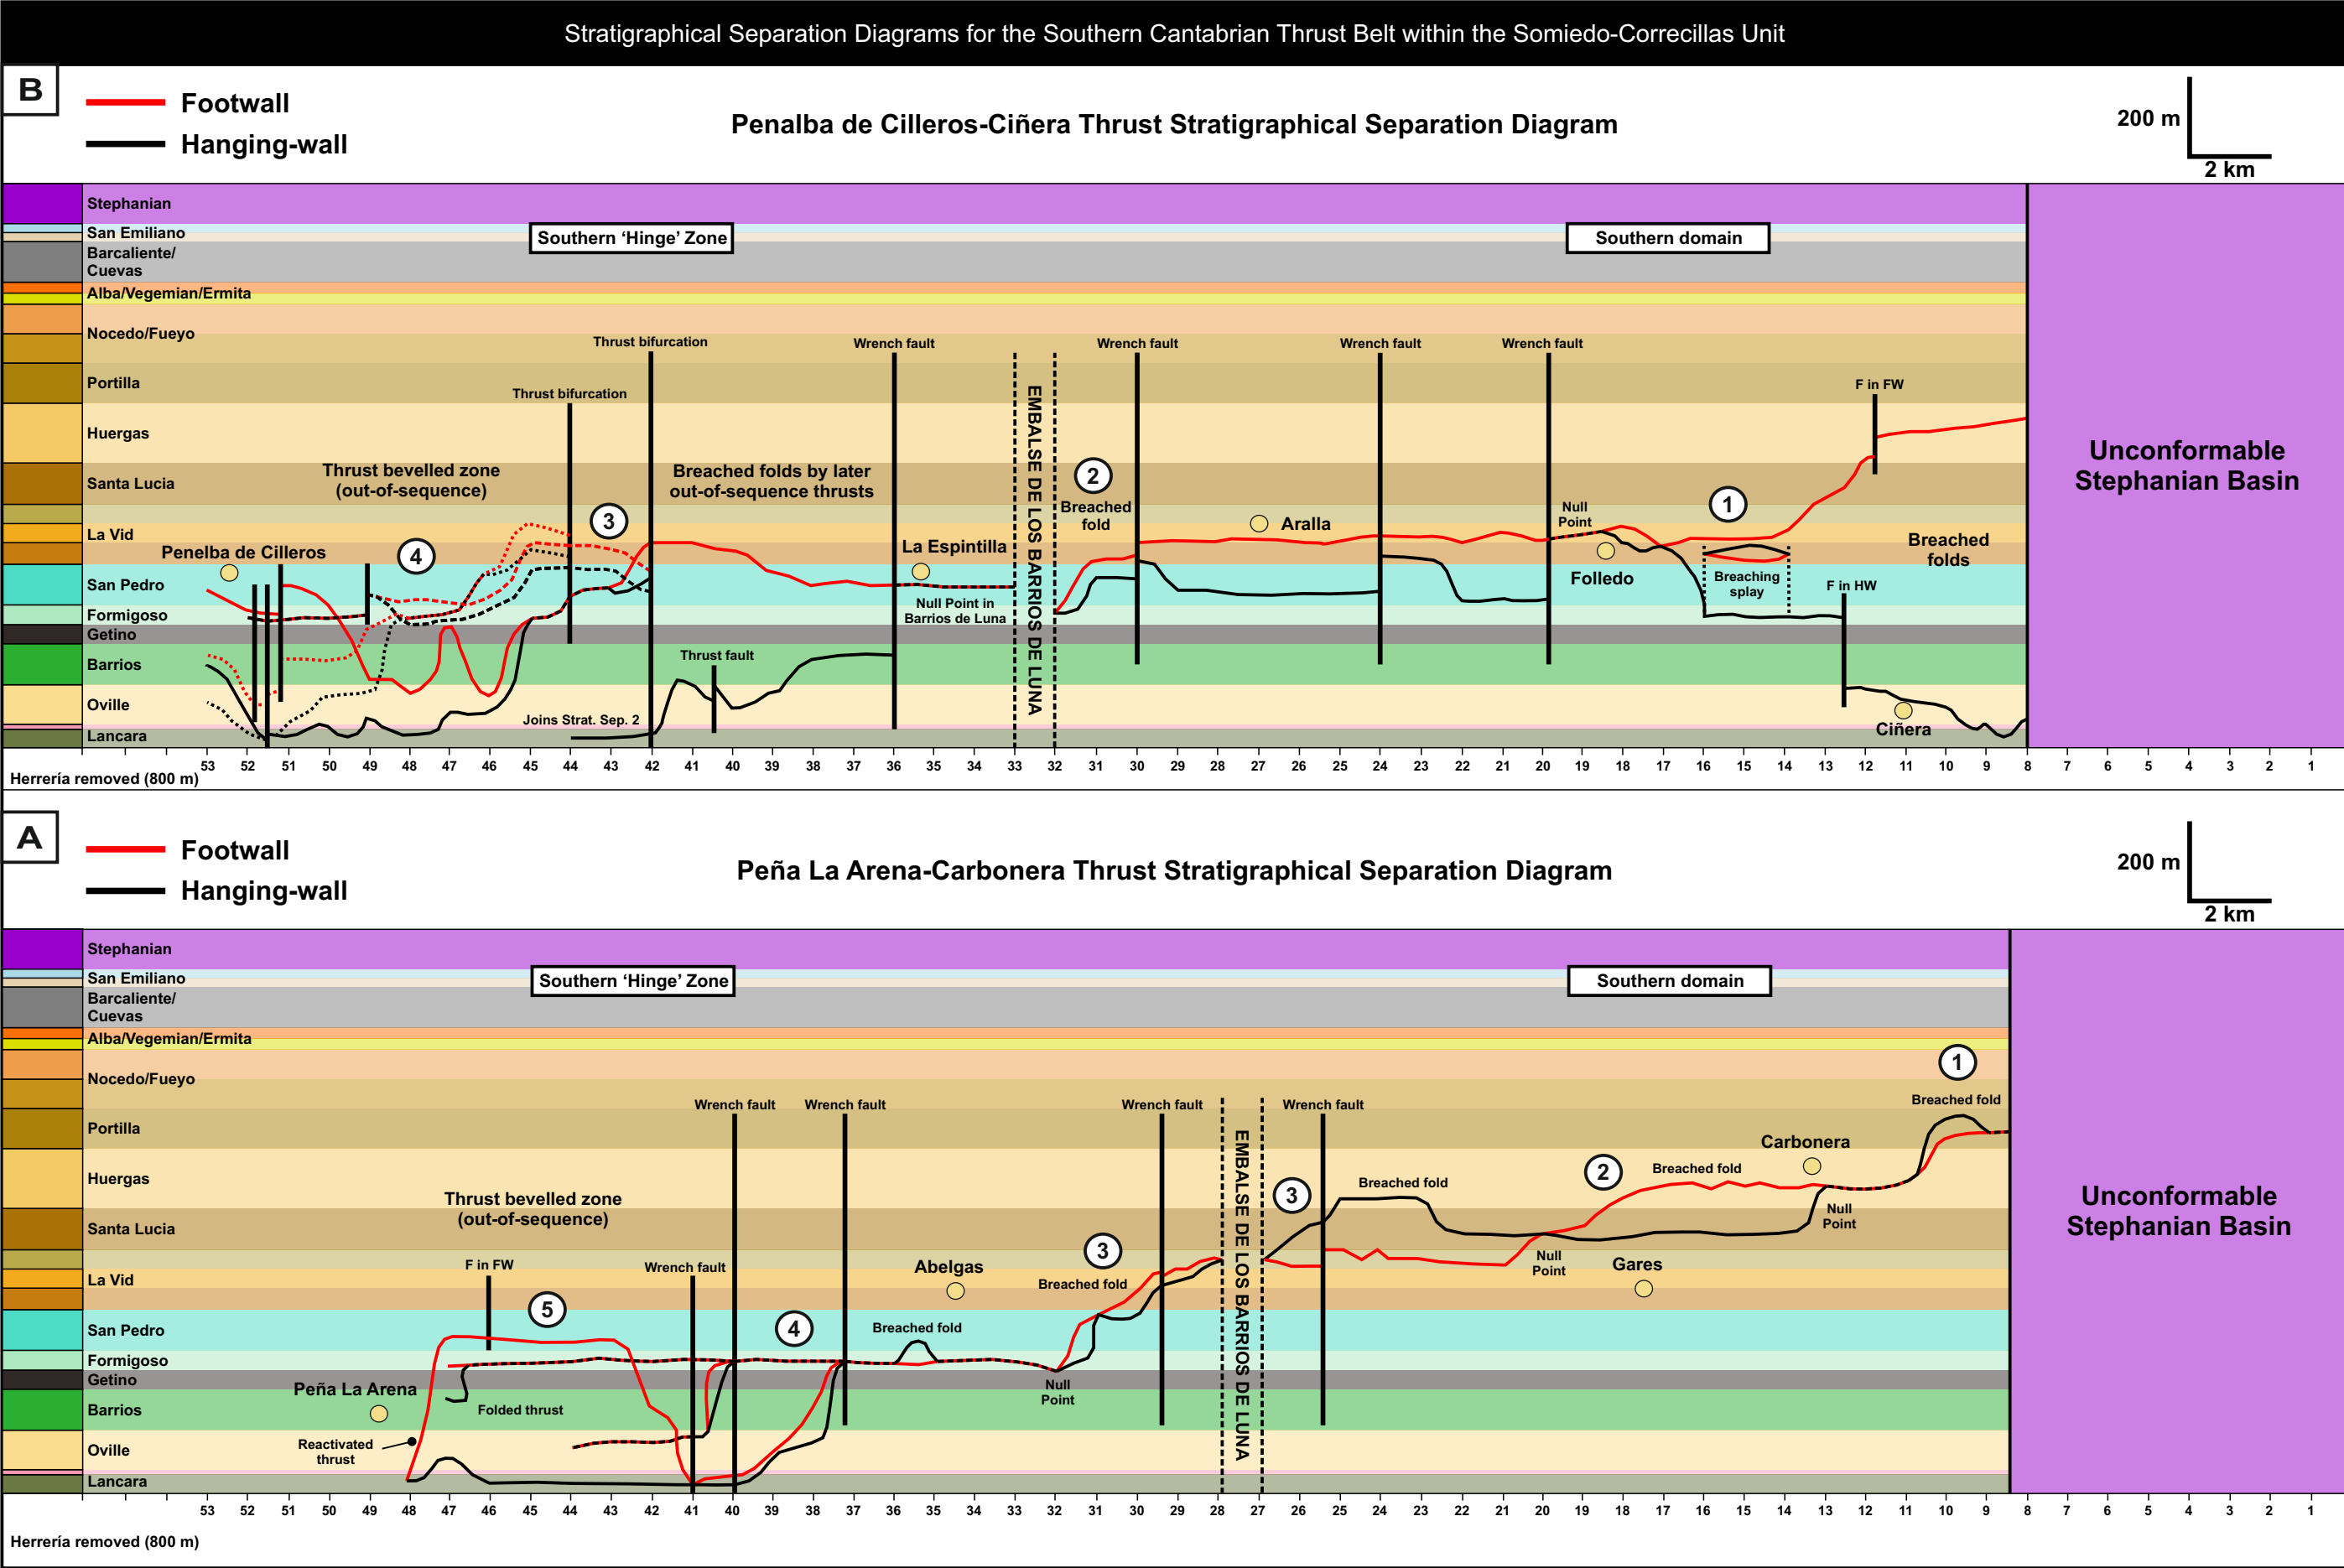 Stratigraphical Separation Diagrams for the Southern Cantabrian Thrust Belt within the Somiedo-Correcillas Unit
B
Footwall
Hanging-wall
Penalba de Cilleros-Ciñera Thrust Stratigraphical Separation Diagram
200 m
2 km
Stephanian
San Emiliano
Barcaliente/
Cuevas
Alba/Vegemian/Ermita
Nocedo/Fueyo
Portilla
Huergas
Santa Lucia
La Vid
San Pedro
Formigoso
Getino
Barrios
Oville
Lancara
Southern ‘Hinge’ Zone
Southern domain
Thrust bifurcation
Thrust bifurcation
Wrench fault
Wrench fault
Wrench fault
Wrench fault
F in FW
Thrust bevelled zone
(out-of-sequence)
Breached folds by later
out-of-sequence thrusts
EMBALSE DE LOS BARRIOS DE LUNA
2
Breached
fold
1
Null
Point
3
4
Aralla
Penelba de Cilleros
La Espintilla
Folledo
Breached
folds
Breaching
splay
F in HW
Null Point in
Barrios de Luna
Thrust fault
Joins Strat. Sep. 2
Ciñera
Unconformable
Stephanian Basin
53 52 51 50 49 48 47 46 45 44 43 42 41 40 39 38 37 36 35 34 33 32 31 30 29 28 27 26 25 24 23 22 21 20 19 18 17 16 15 14 13 12 11 10 9 8 7 6 5 4 3 2 1
Herrería removed (800 m)
A
Footwall
Hanging-wall
Peña La Arena-Carbonera Thrust Stratigraphical Separation Diagram
200 m
2 km
Stephanian
San Emiliano
Barcaliente/
Cuevas
Alba/Vegemian/Ermita
Nocedo/Fueyo
Portilla
Huergas
Santa Lucia
La Vid
San Pedro
Formigoso
Getino
Barrios
Oville
Lancara
Southern ‘Hinge’ Zone
Southern domain
1
Breached fold
Wrench fault
Wrench fault
Wrench fault
Wrench fault
Carbonera
2
Breached fold
3
Breached fold
Thrust bevelled zone
(out-of-sequence)
EMBALSE DE LOS BARRIOS DE LUNA
Null
Point
3
Null
Point
Gares
F in FW
Wrench fault
Abelgas
Breached fold
5
4
Breached fold
Null
Point
Peña La Arena
Folded thrust
Reactivated
thrust
Unconformable
Stephanian Basin
53 52 51 50 49 48 47 46 45 44 43 42 41 40 39 38 37 36 35 34 33 32 31 30 29 28 27 26 25 24 23 22 21 20 19 18 17 16 15 14 13 12 11 10 9 8 7 6 5 4 3 2 1
Herrería removed (800 m)